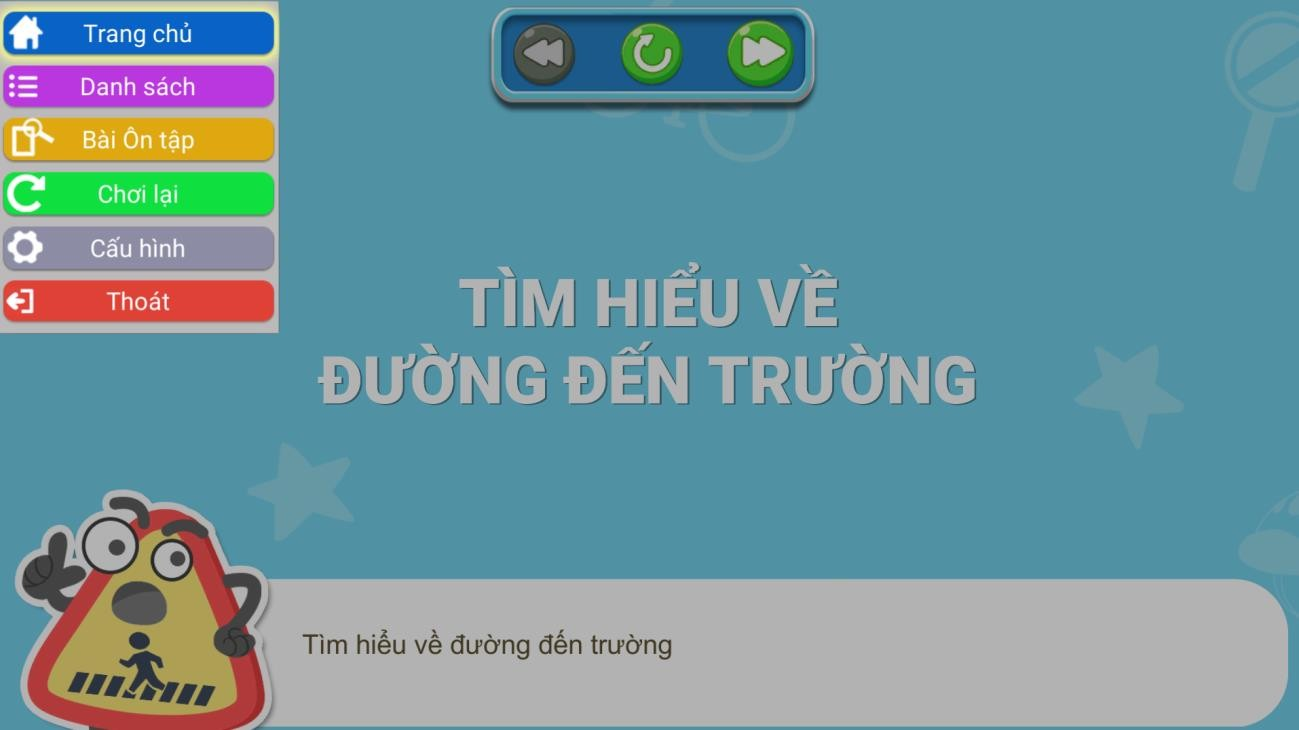 Trang chủ
Danh sách
Bài Ôn tập
Chơi lại
Cấu hình
Thoát
TÌM HIỂU VỀ
ĐƯỜNG ĐẾN TRƯỜNG
Tìm hiểu về đường đến trường